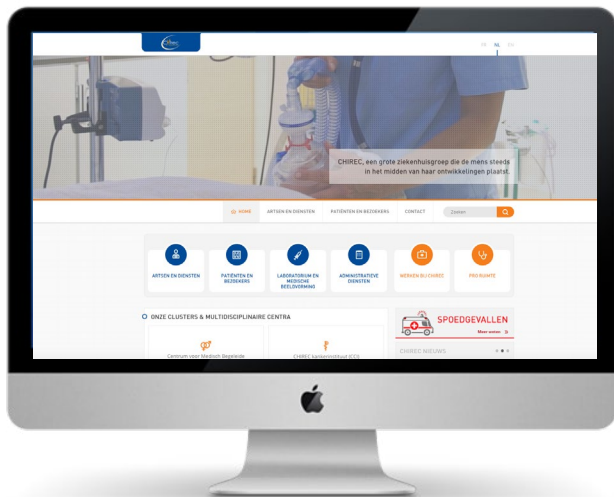 Chirec
FR NL EN
CHIREC, een grote ziekenhuisgroep die de mens steeds
in het midden van haar ontwikkelingen plaatst.
HOME ARTSEN EN DIENSTEN PATIËNTEN EN BEZOEKERS CONTACT Zoeken
ARTSEN EN DIENSTEN
PATIËNTEN EN
BEZOEKERS
LABORATORIUM EN
MEDISCHE
BEELDVORMING
ADMINISTRATIEVE
DIENSTEN
WERKEN BIJ CHIREC
PRO RUIMTE
ONZE CLUSTERS & MULTIDISCIPLINAIRE CENTRA
Centrum voor Medisch Begeleide
CHIREC kankerinstituut (CCI)
SPOEDGEVALLEN
Meer weten
CHIREC NIEUWS